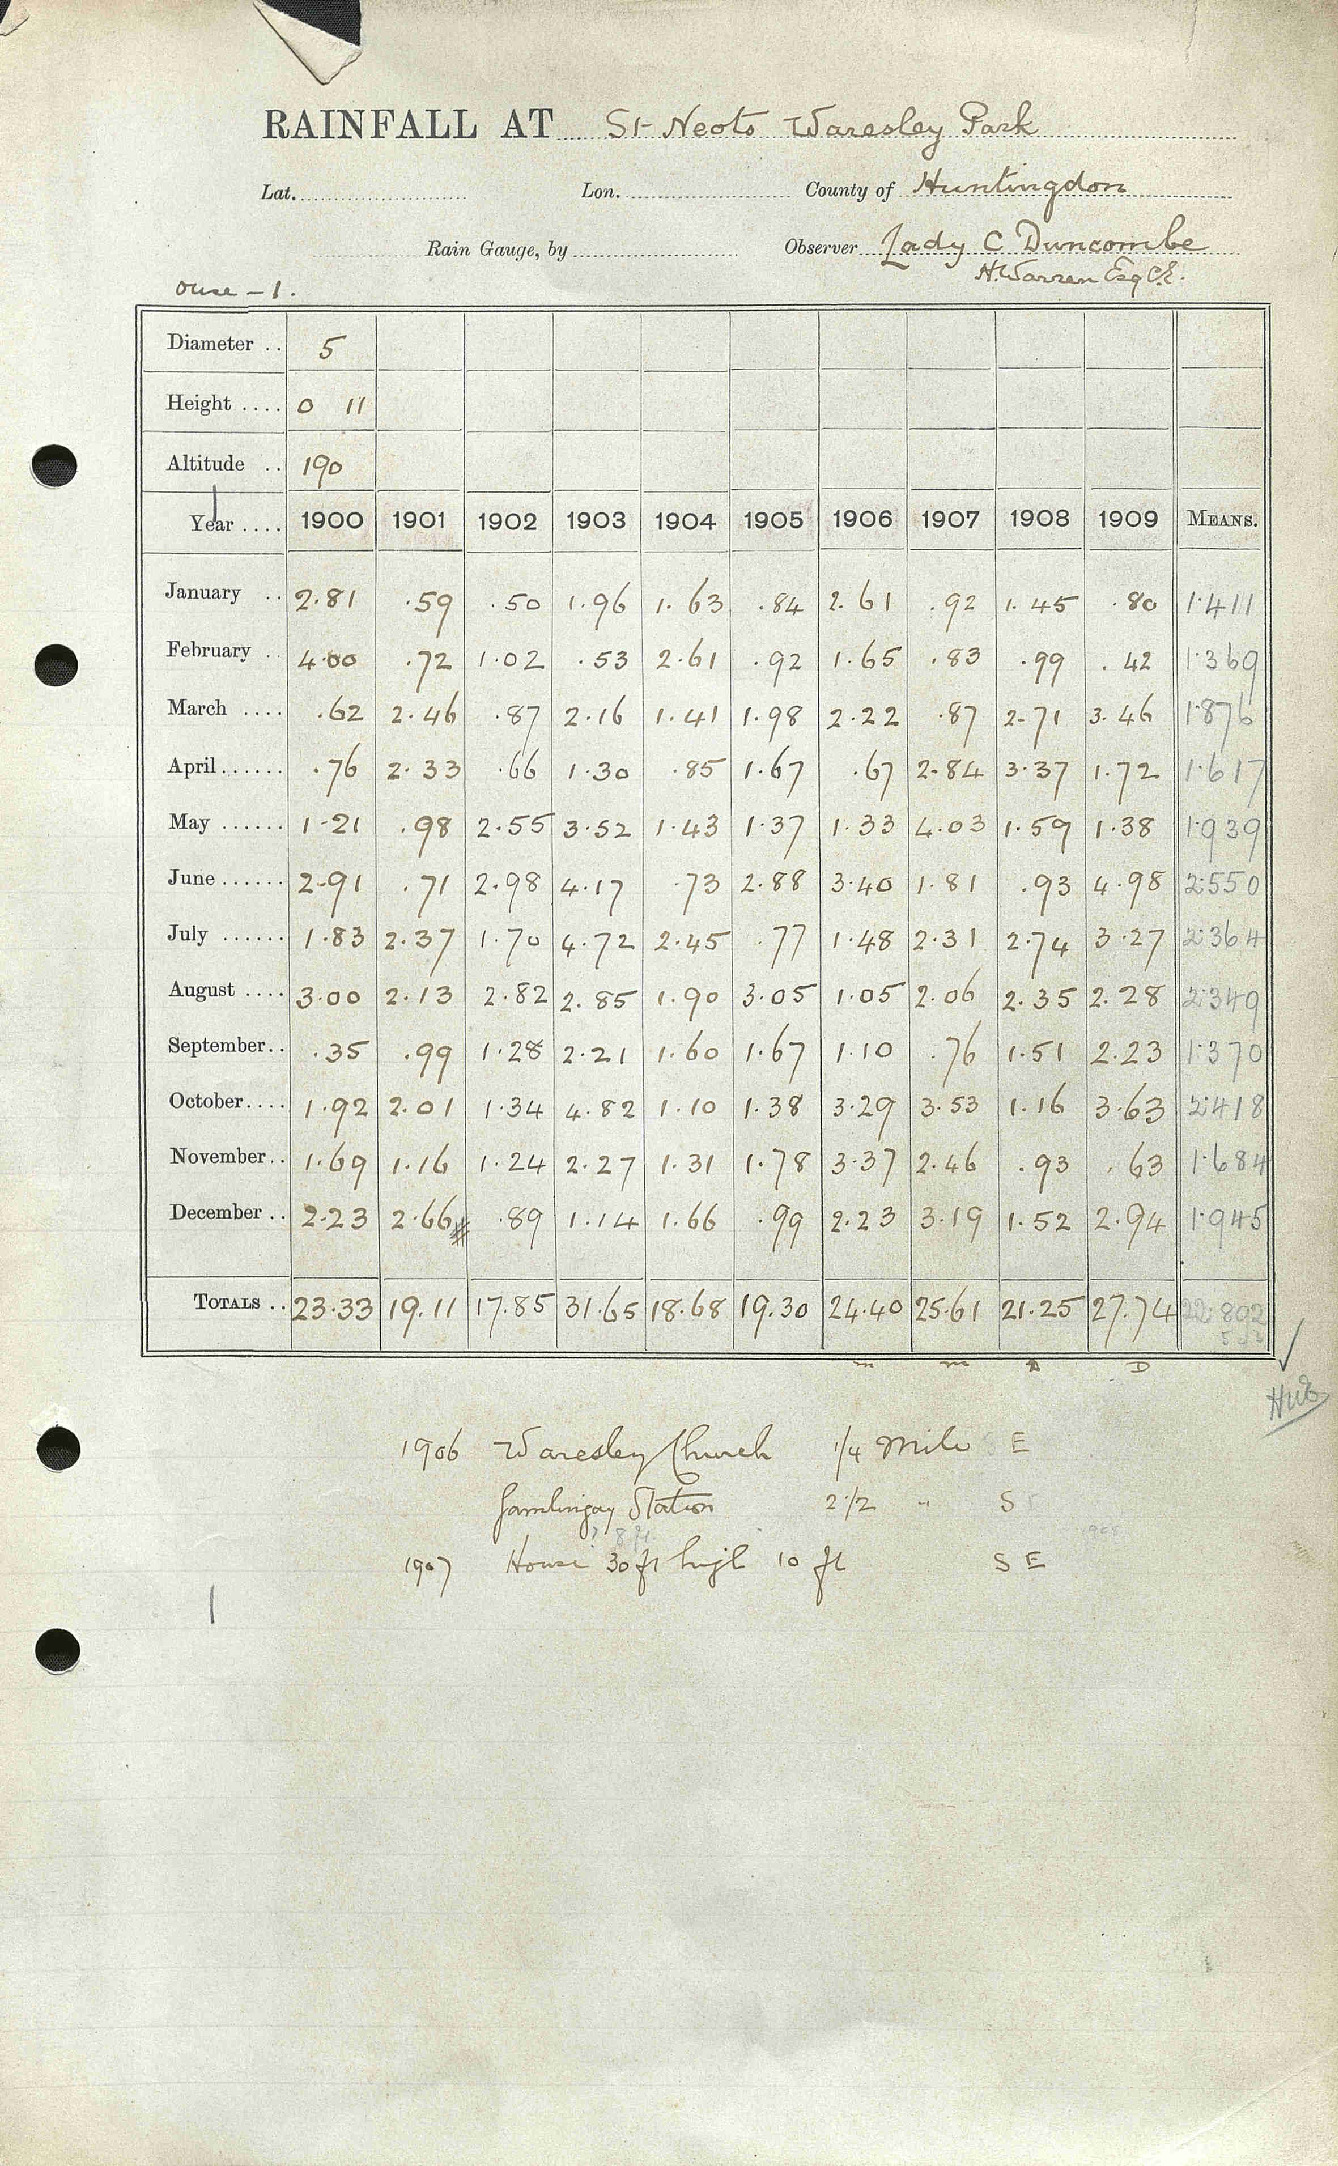 RAINFALL AT St Neots Waresley Park
Lat. Lon. County of Huntingdon
Rain Gauge, by Observer Lady C Duncombe
H. Warren Esq C.E.
Ouse - 1.
Diameter .. 5
Height .... 0 11
Altitude .. 190
Year .... 1900 1901 1902 1903 1904 1905 1906 1907 1908 1909 MEANS.
January .. 2.81 .59 .50 1.96 1.63 .84 2.61 .92 1.45 .80 1.411
February .. 4.00 .72 1.02 .53 2.61 .92 1.65 .83 .99 .42 1.369
March .... .62 2.46 .87 2.16 1.41 1.98 2.22 .87 2.71 3.46 1.876
April ...... .76 2.33 .66 1.30 .85 1.67 .67 2.84 3.37 1.72 1.617
May ...... 1.21 .98 2.55 3.52 1.43 1.37 1.33 4.03 1.59 1.38 1.939
June ...... 2.91 .71 2.98 4.17 .73 2.88 3.40 1.81 .93 4.98 2.550
July ...... 1.83 2.37 1.70 4.72 2.45 .77 1.48 2.31 2.74 3.27 2.364
August .... 3.00 2.13 2.82 2.85 1.90 3.05 1.05 2.06 2.35 2.28 2.349
September .. .35 .99 1.28 2.21 1.60 1.67 1.10 .76 1.51 2.23 1.370
October .... 1.92 2.01 1.34 4.82 1.10 1.38 3.29 3.53 1.16 3.63 2.418
November .. 1.69 1.16 1.24 2.27 1.31 1.78 3.37 2.46 .93 .63 1.684
December .. 2.23 2.66 # .89 1.14 1.66 .99 2.23 3.19 1.52 2.94 1.945
TOTALS .. 23.33 19.11 17.85 31.65 18.68 19.30 24.40 25.61 21.25 27.74 22.892
m m D
1906 Waresley Church 1/4 Mile E
Gamlingay Station 2 1/2 " S
? 8 ft.
1907 House 30 ft high 10 ft S E